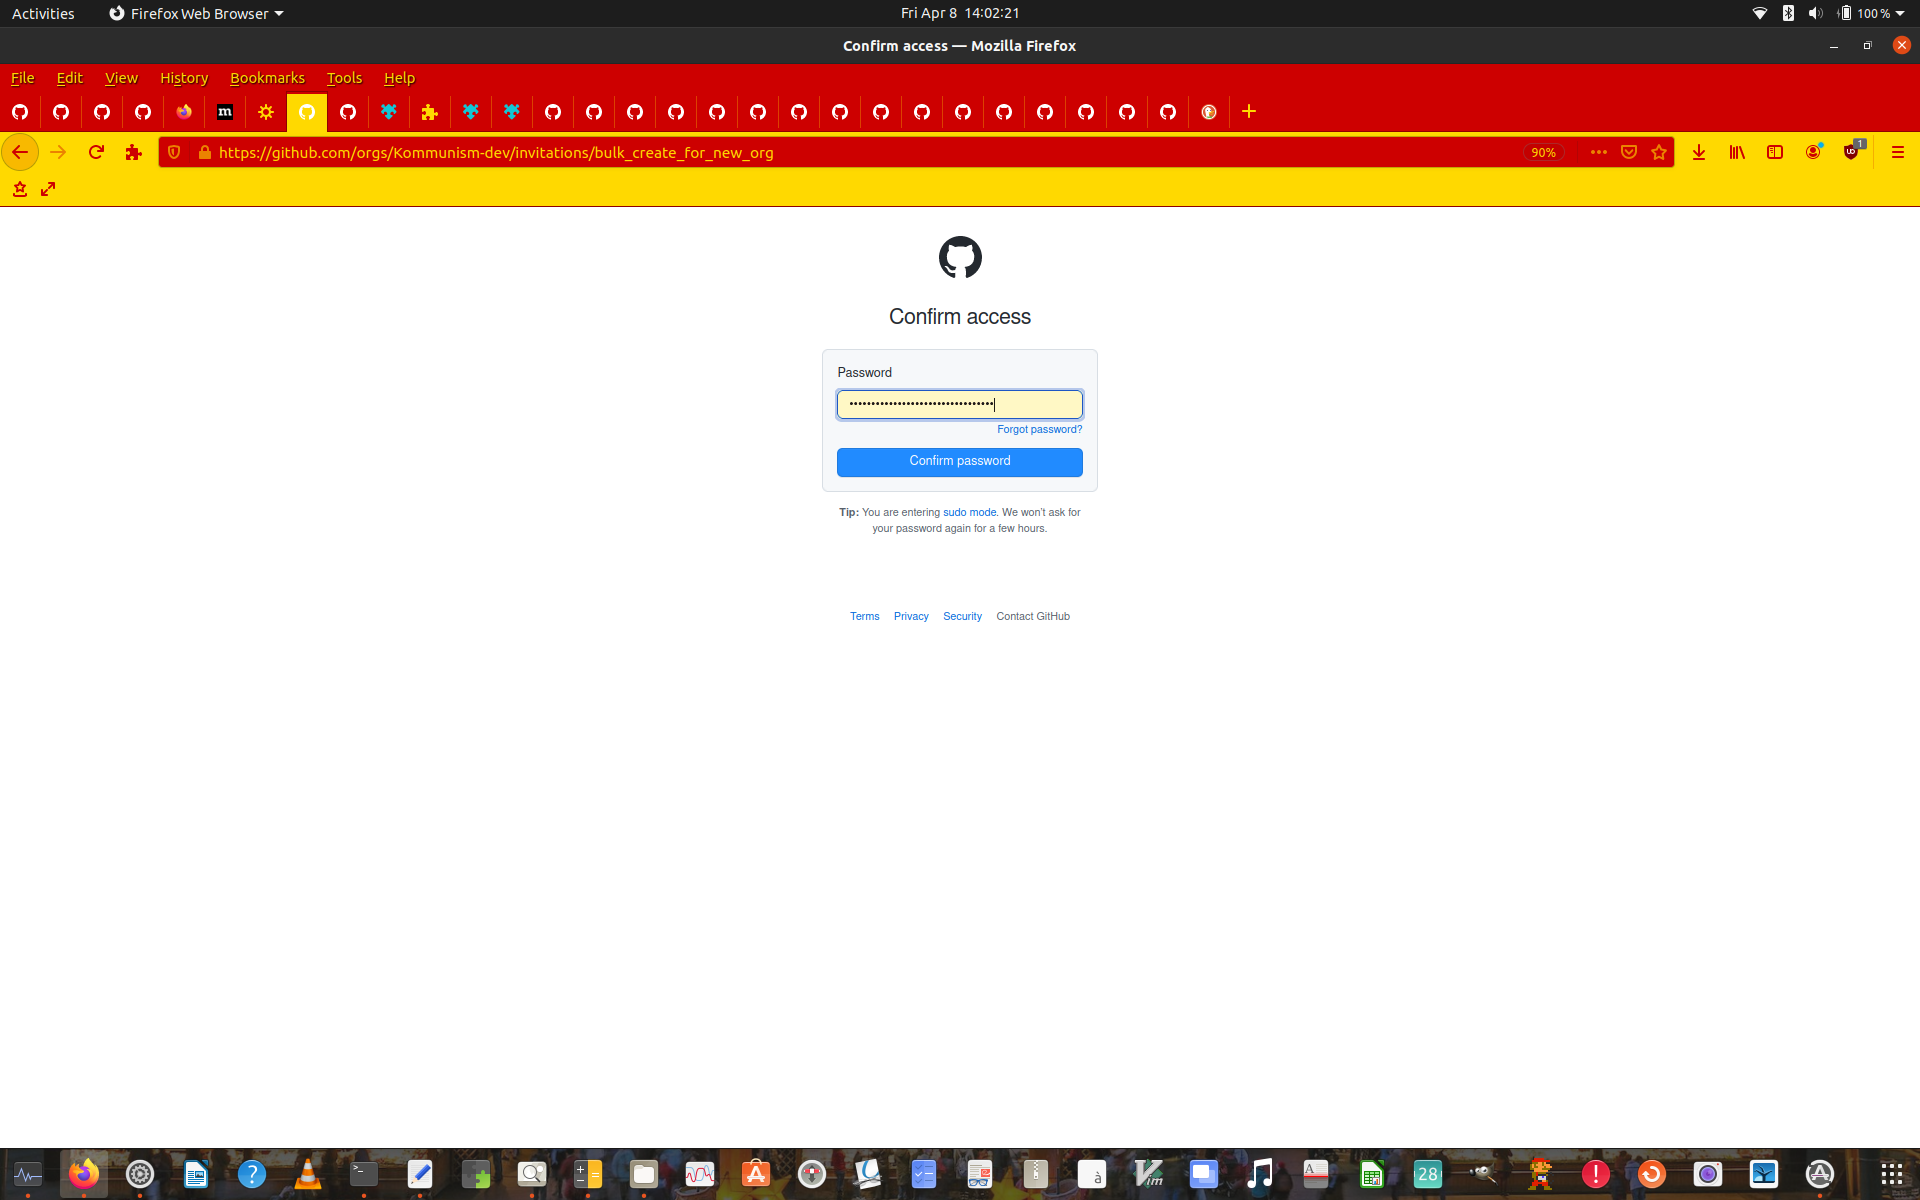 Activities Firefox Web Browser Fri Apr 8 14:02:21 100 %
Confirm access — Mozilla Firefox
File Edit View History Bookmarks Tools Help
m
https://github.com/orgs/Kommunism-dev/invitations/bulk_create_for_new_org 90% 1
Confirm access
Password
Forgot password?
Confirm password
Tip: You are entering sudo mode. We won't ask for
your password again for a few hours.
Terms Privacy Security Contact GitHub
28